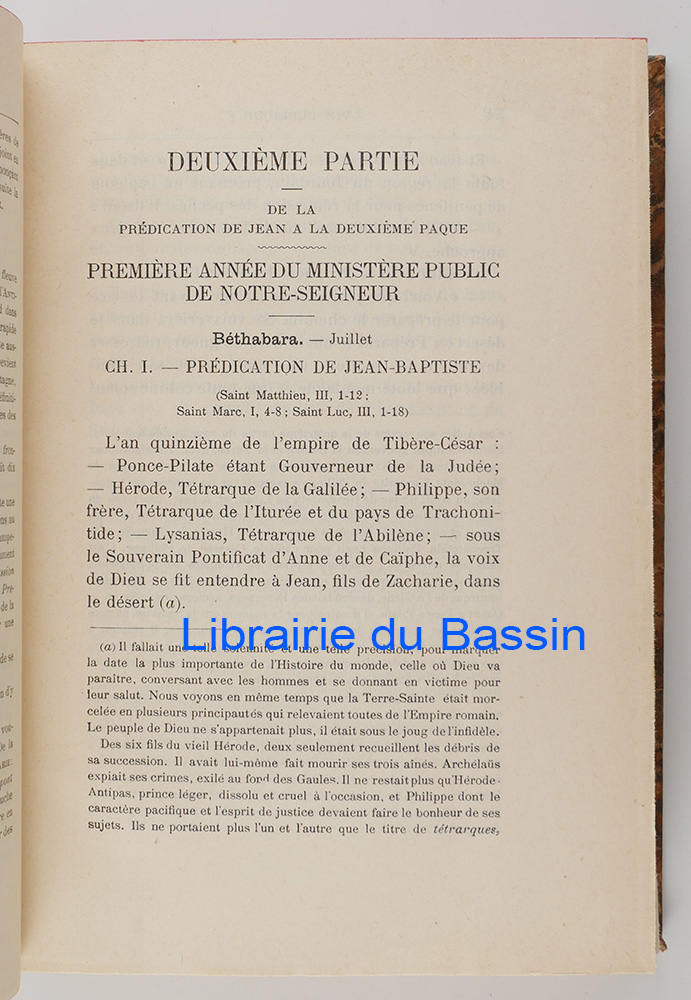 DEUXIÈME PARTIE
DE LA
PRÉDICATION DE JEAN A LA DEUXIÈME PAQUE
PREMIÈRE ANNÉE DU MINISTÈRE PUBLIC
DE NOTRE-SEIGNEUR
Béthabara. — Juillet
CH. I. — PRÉDICATION DE JEAN-BAPTISTE
(Saint Matthieu, III, 1-12;
Saint Marc, I, 4-8; Saint Luc, III, 1-18)
L'an quinzième de l'empire de Tibère-César :
— Ponce-Pilate étant Gouverneur de la Judée;
— Hérode, Tétrarque de la Galilée; — Philippe, son
frère, Tétrarque de l'Iturée et du pays de Trachoni-
tide; — Lysanias, Tétrarque de l'Abilène; — sous
le Souverain Pontificat d'Anne et de Caïphe, la voix
de Dieu se fit entendre à Jean, fils de Zacharie, dans
le désert (a).
Librairie du Bassin
(a) Il fallait une telle solennité et une telle précision, pour marquer
la date la plus importante de l'Histoire du monde, celle où Dieu va
paraître, conversant avec les hommes et se donnant en victime pour
leur salut. Nous voyons en même temps que la Terre-Sainte était mor-
celée en plusieurs principautés qui relevaient toutes de l'Empire romain.
Le peuple de Dieu ne s'appartenait plus, il était sous le joug de l'infidèle.
Des six fils du vieil Hérode, deux seulement recueillent les débris de
sa succession. Il avait lui-même fait mourir ses trois aînés. Archélaüs
expiait ses crimes, exilé au fond des Gaules. Il ne restait plus qu'Hérode-
Antipas, prince léger, dissolu et cruel à l'occasion, et Philippe dont le
caractère pacifique et l'esprit de justice devaient faire le bonheur de ses
sujets. Ils ne portaient plus l'un et l'autre que le titre de tétrarques,